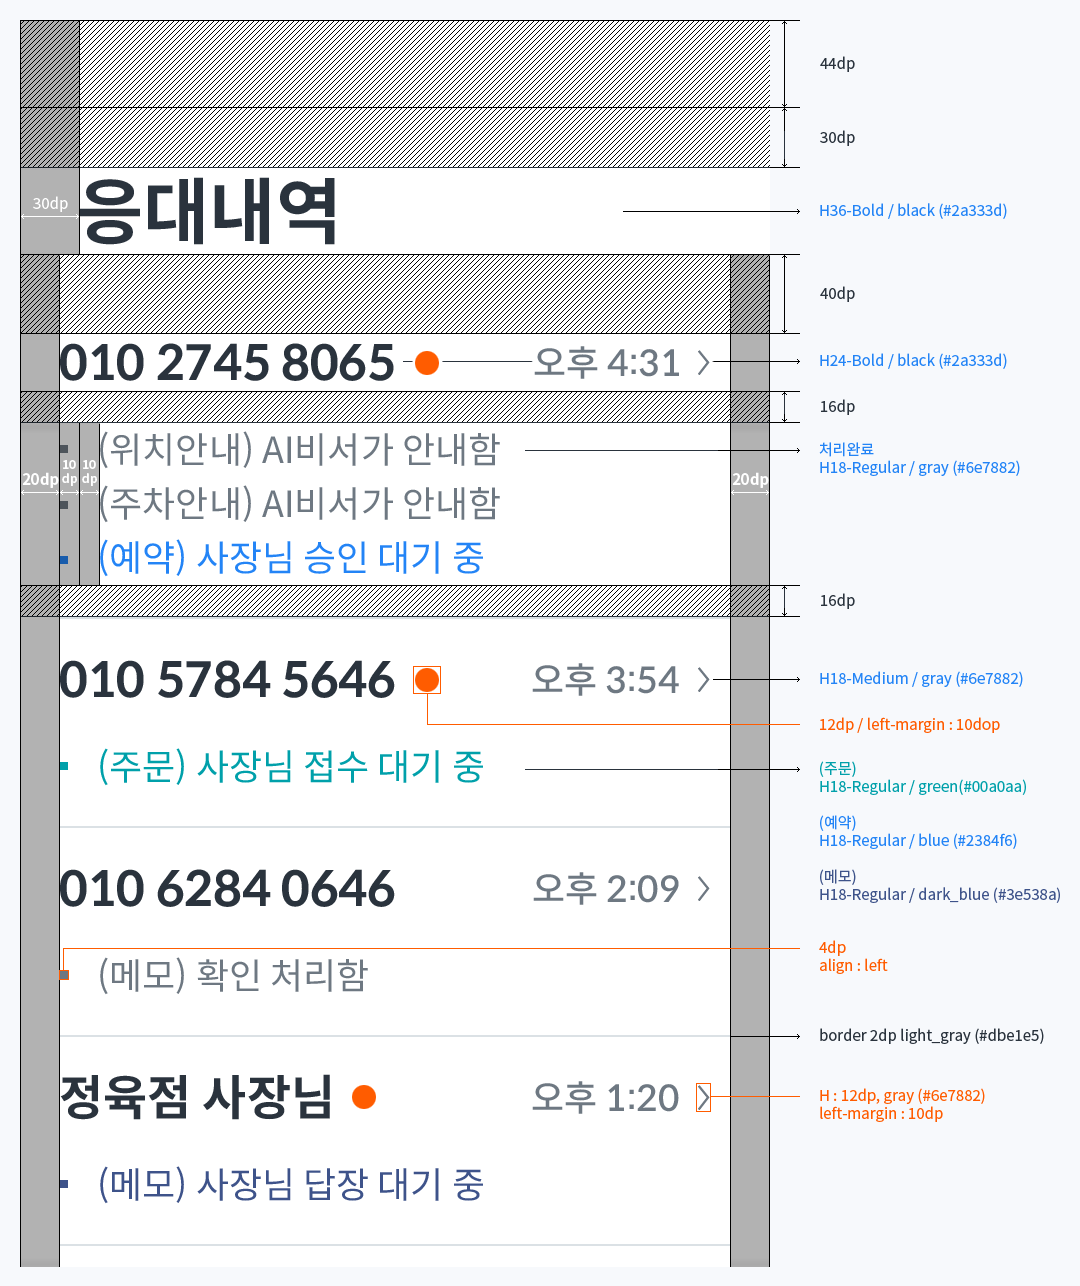 44dp
30dp
30dp
응대내역
H36-Bold / black (#2a333d)
40dp
010 2745 8065
오후 4:31
H24-Bold / black (#2a333d)
16dp
(위치안내) AI비서가 안내함
처리완료
H18-Regular / gray (#6e7882)
20dp
10
dp
10
dp
20dp
(주차안내) AI비서가 안내함
(예약) 사장님 승인 대기 중
16dp
010 5784 5646
오후 3:54
H18-Medium / gray (#6e7882)
12dp / left-margin : 10dop
(주문) 사장님 접수 대기 중
(주문)
H18-Regular / green(#00a0aa)
(예약)
H18-Regular / blue (#2384f6)
010 6284 0646
오후 2:09
(메모)
H18-Regular / dark_blue (#3e538a)
4dp
align : left
(메모) 확인 처리함
border 2dp light_gray (#dbe1e5)
정육점 사장님
오후 1:20
H : 12dp, gray (#6e7882)
left-margin : 10dp
(메모) 사장님 답장 대기 중